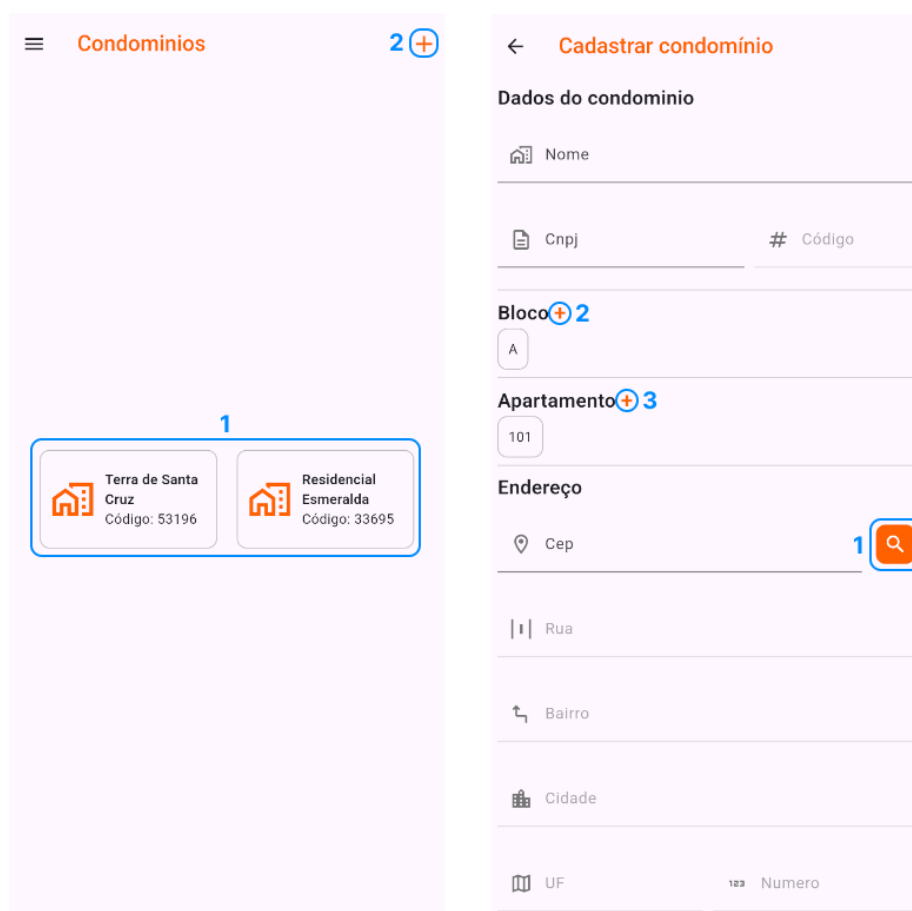 Condominios
2
1
Terra de Santa
Cruz
Código: 53196
Residencial
Esmeralda
Código: 33695
Cadastrar condomínio
Dados do condominio
Nome
Cnpj
# Código
Bloco + 2
A
Apartamento + 3
101
Endereço
Cep
1
Rua
Bairro
Cidade
UF
123 Numero